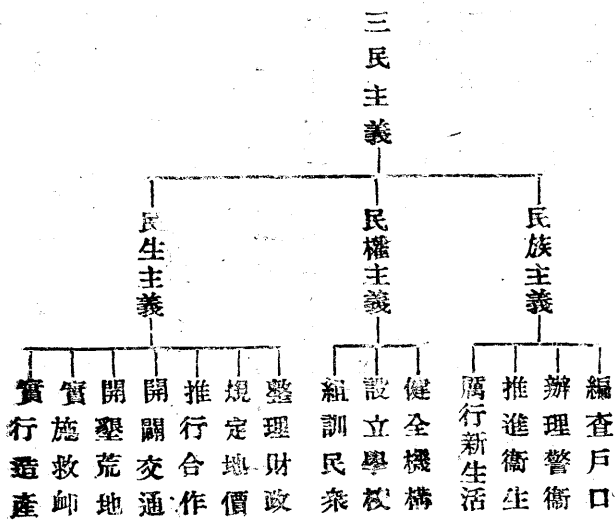 三民主義
民族主義
民權主義
民生主義
編查戶口
辦理警衞
推進衞生
厲行新生活
健全機構
設立學校
組訓民衆
整理財政
規定地價
推行合作
開闢交通
開墾荒地
實施救卹
實行造產